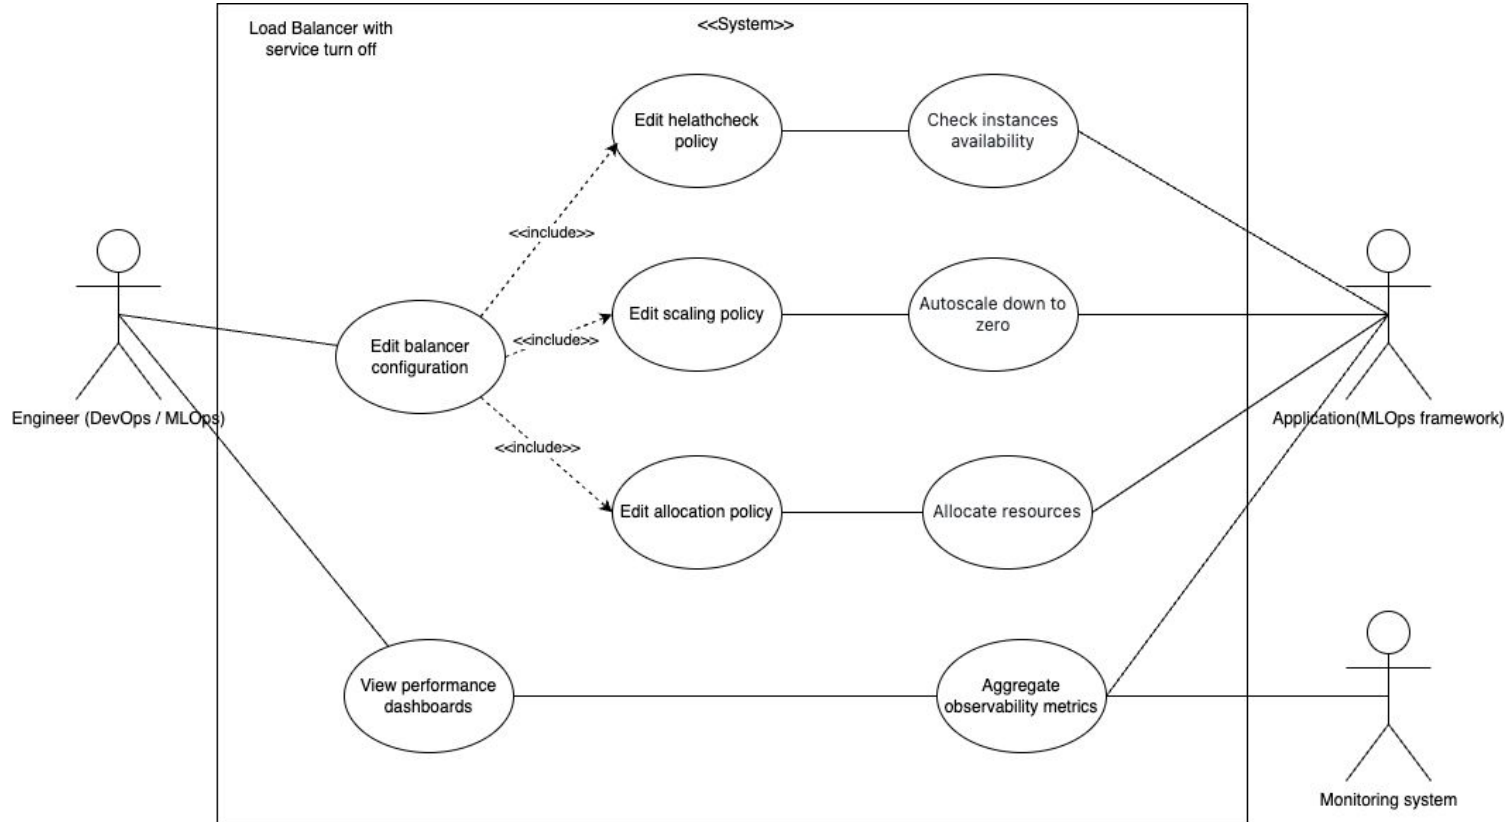 Load Balancer with
service turn off
<<System>>
Edit helathcheck
policy
Check instances
availability
<<include>>
Edit scaling policy
Autoscale down to
zero
<<include>>
Edit balancer
configuration
Engineer (DevOps / MLOps)
Application(MLOps framework)
<<include>>
Edit allocation policy
Allocate resources
View performance
dashboards
Aggregate
observability metrics
Monitoring system